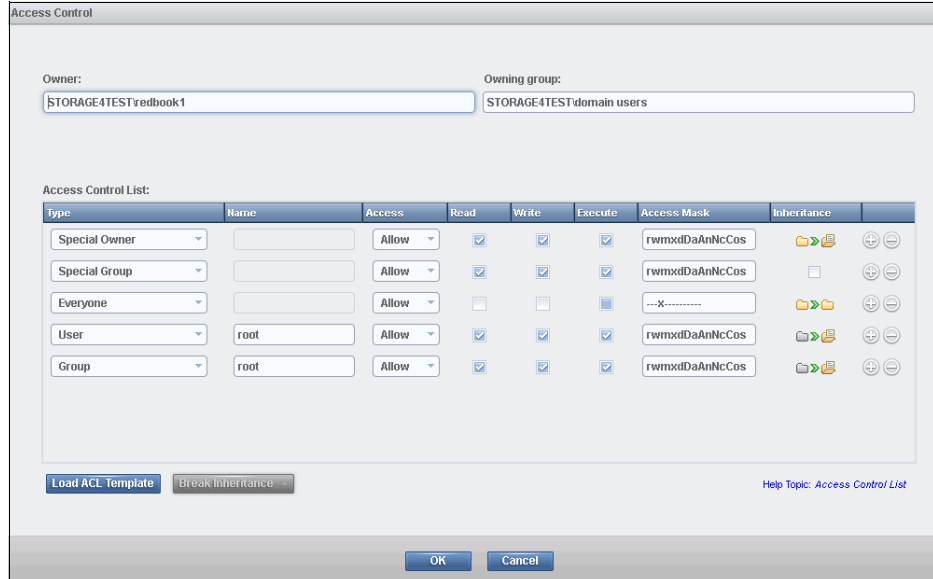 Access Control
Owner: Owning group:
STORAGE4TEST\redbook1 STORAGE4TEST\domain users
Access Control List:
Type Name Access Read Write Execute Access Mask Inheritance
Special Owner Allow rwmxdDaAnNcCos
Special Group Allow rwmxdDaAnNcCos
Everyone Allow ---x----------
User root Allow rwmxdDaAnNcCos
Group root Allow rwmxdDaAnNcCos
Load ACL Template Break Inheritance Help Topic: Access Control List
OK Cancel